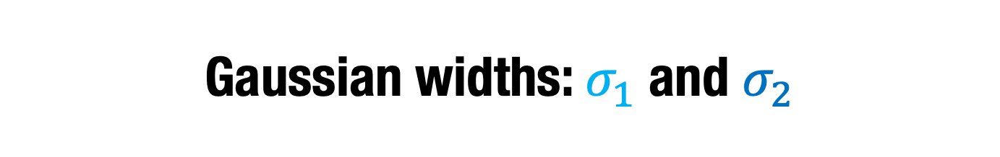 Gaussian widths: σ₁ and σ₂